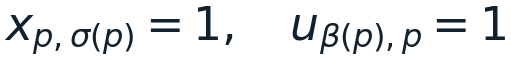 x_{p, σ(p)} = 1,    u_{β(p), p} = 1